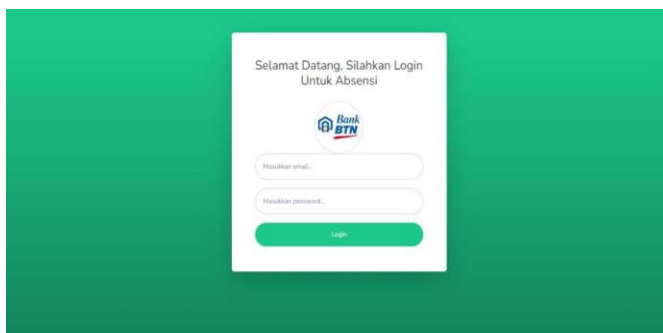 Selamat Datang, Silahkan Login
Untuk Absensi
Bank
BTN
Masukkan email...
Masukkan password...
Login